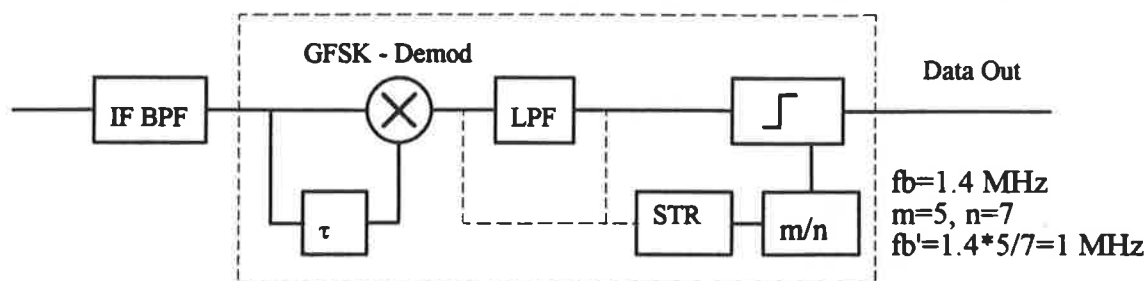 GFSK - Demod
Data Out
IF BPF
LPF
τ
STR
m/n
fb=1.4 MHz
m=5, n=7
fb'=1.4*5/7=1 MHz